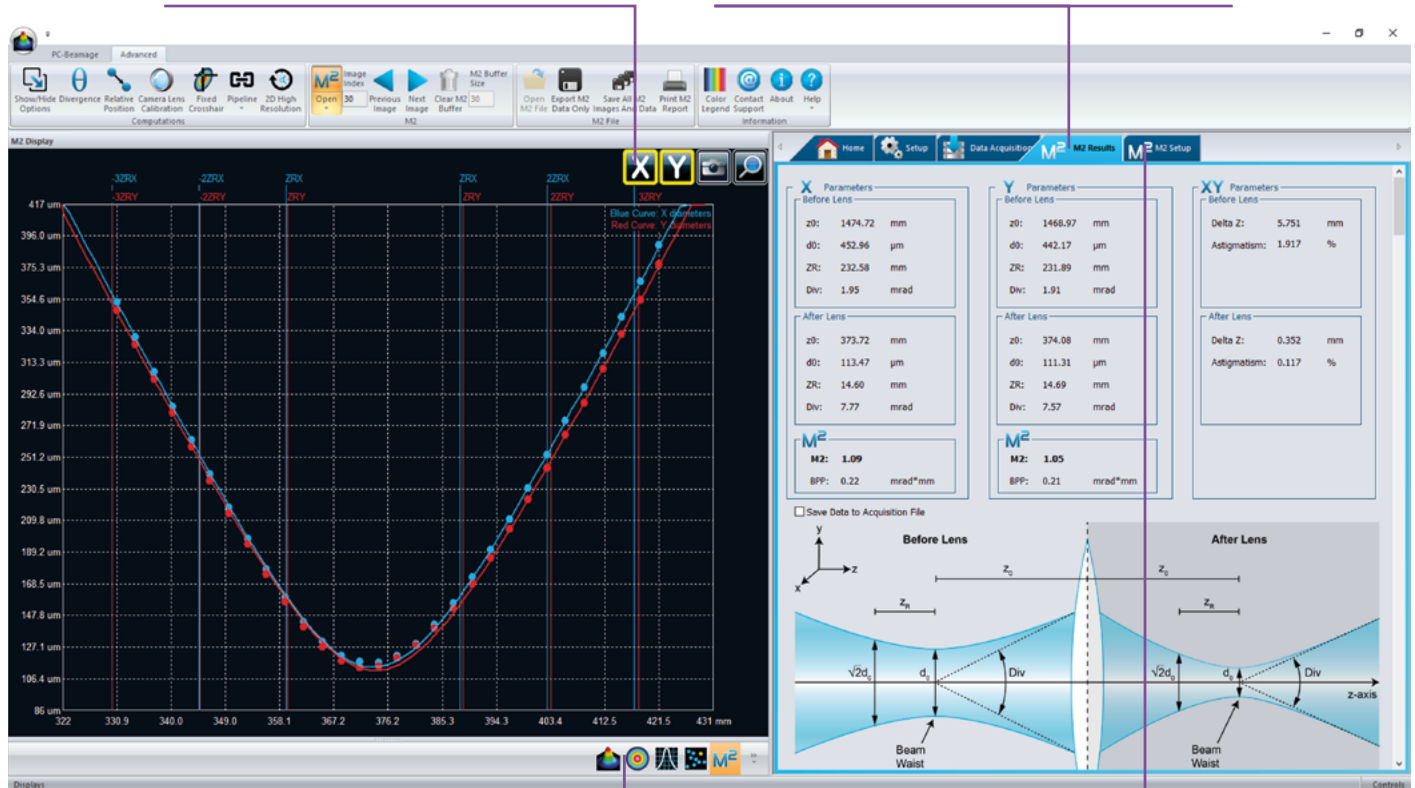 PC-Beamage Advanced
Show/Hide Options
Divergence
Relative Position
Camera Lens Calibration
Fixed Crosshair
Pipeline
2D High Resolution
Computations
M2
Open
Image Index
30
Previous Image
Next Image
Clear M2 Buffer
M2 Buffer Size
30
M2
Open M2 File
Export M2 Data Only
Save All M2 Images And Data
Print M2 Report
M2 File
Color Legend
Contact Support
About
Help
Information
M2 Display
X Y
-3ZRX -2ZRX ZRX ZRX 2ZRX
-3ZRY -2ZRY ZRY ZRY 2ZRY 3ZRY
Blue Curve: X diameters
Red Curve: Y diameters
417 um
396.0 um
375.3 um
354.6 um
334.0 um
313.3 um
292.6 um
271.9 um
251.2 um
230.5 um
209.8 um
189.2 um
168.5 um
147.8 um
127.1 um
106.4 um
86 um
322 330.9 340.0 349.0 358.1 367.2 376.2 385.3 394.3 403.4 412.5 421.5 431 mm
M2
Displays
Home Setup Data Acquisition M2 M2 Results M2 M2 Setup
X Parameters
Before Lens
z0: 1474.72 mm
d0: 452.96 µm
ZR: 232.58 mm
Div: 1.95 mrad
After Lens
z0: 373.72 mm
d0: 113.47 µm
ZR: 14.60 mm
Div: 7.77 mrad
M2
M2: 1.09
BPP: 0.22 mrad*mm
Y Parameters
Before Lens
z0: 1468.97 mm
d0: 442.17 µm
ZR: 231.89 mm
Div: 1.91 mrad
After Lens
z0: 374.08 mm
d0: 111.31 µm
ZR: 14.69 mm
Div: 7.57 mrad
M2
M2: 1.05
BPP: 0.21 mrad*mm
XY Parameters
Before Lens
Delta Z: 5.751 mm
Astigmatism: 1.917 %
After Lens
Delta Z: 0.352 mm
Astigmatism: 0.117 %
Save Data to Acquisition File
Before Lens After Lens
y
z
x
z0 z0
zR zR
√2d0 d0 Div √2d0 d0 Div
z-axis
Beam Waist
Beam Waist
Controls